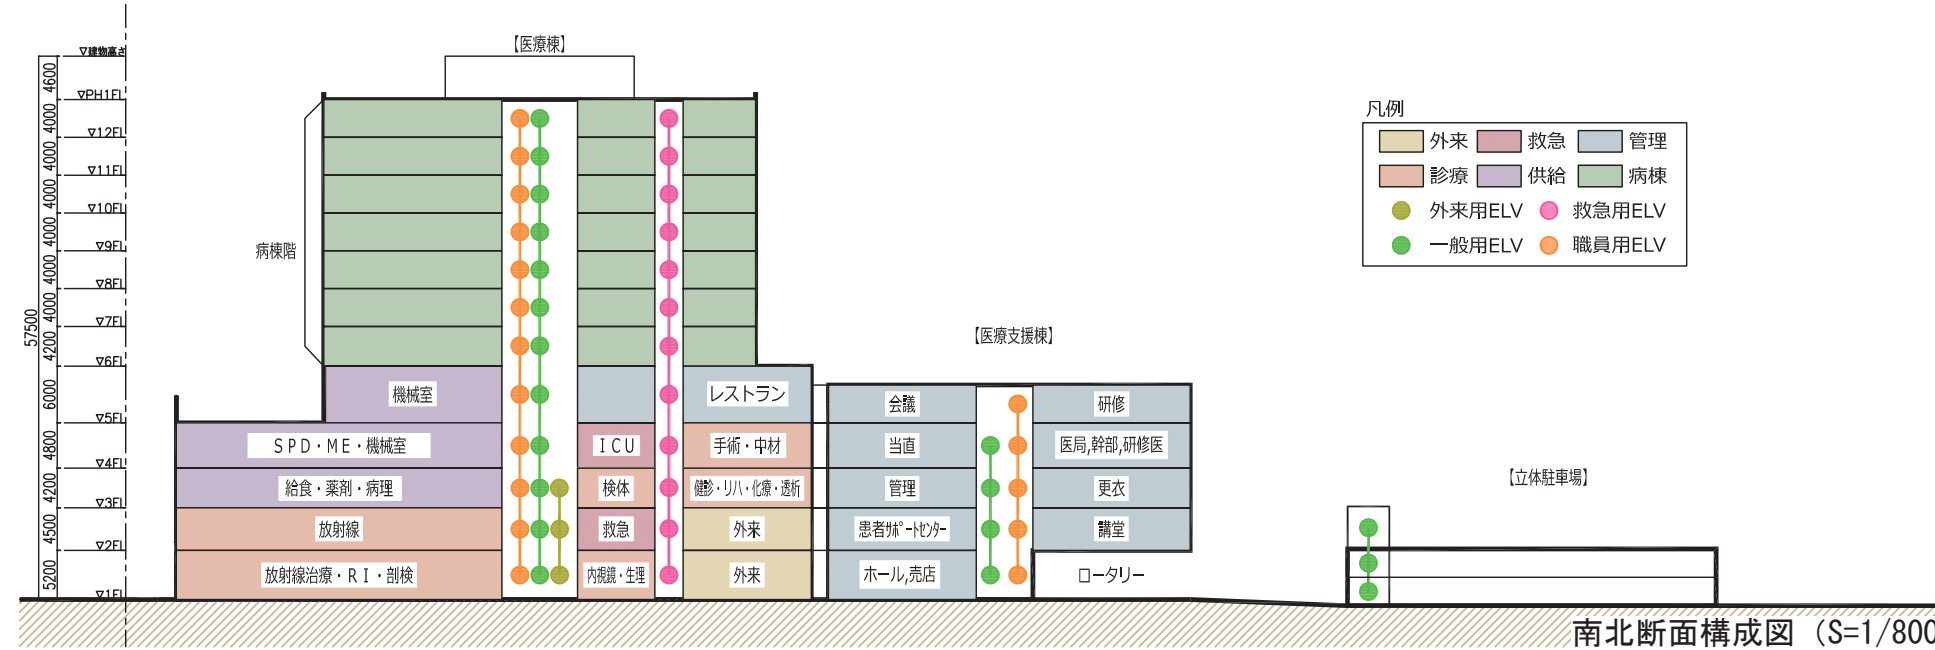 【医療棟】
▽建物高さ
4600
▽PH1FL
4000
▽12FL
4000
▽11FL
4000
▽10FL
4000
▽9FL
4000
▽8FL
4000
▽7FL
4200
▽6FL
6000
▽5FL
4800
▽4FL
4200
▽3FL
4500
▽2FL
5200
▽1FL
57500
病棟階
機械室
レストラン
SPD・ME・機械室
ICU
手術・中材
給食・薬剤・病理
検体
健診・リハ・化療・透析
放射線
救急
外来
放射線治療・RI・剖検
内視鏡・生理
外来
【医療支援棟】
会議
研修
当直
医局,幹部,研修医
管理
更衣
患者サポートセンター
講堂
ホール,売店
ロータリー
【立体駐車場】
凡例
外来 救急 管理
診療 供給 病棟
外来用ELV 救急用ELV
一般用ELV 職員用ELV
南北断面構成図（S=1/800